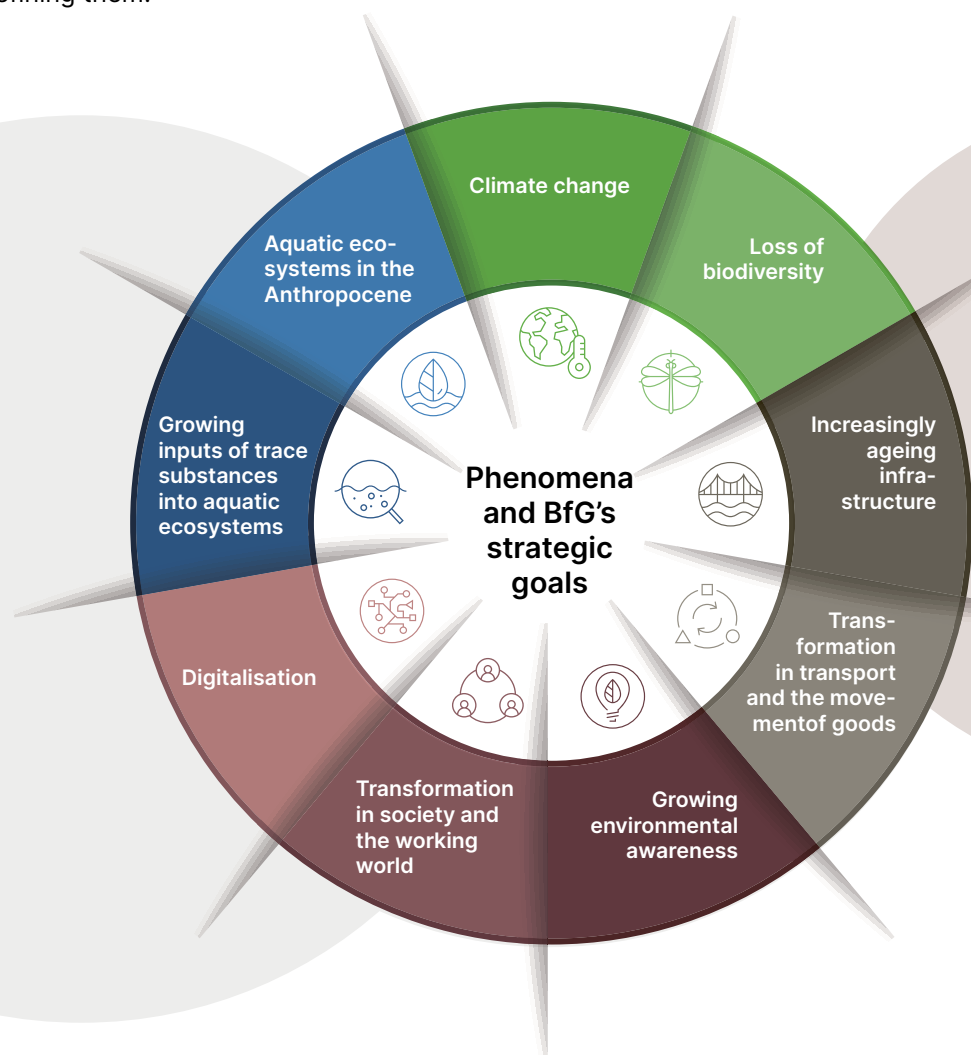 them.
Climate change
Loss of
biodiversity
Increasingly
ageing
infra-
structure
Trans-
formation
in transport
and the move-
mentof goods
Growing
environmental
awareness
Transformation
in society and
the working
world
Digitalisation
Growing
inputs of trace
substances
into aquatic
ecosystems
Aquatic eco-
systems in the
Anthropocene
Phenomena
and BfG’s
strategic
goals